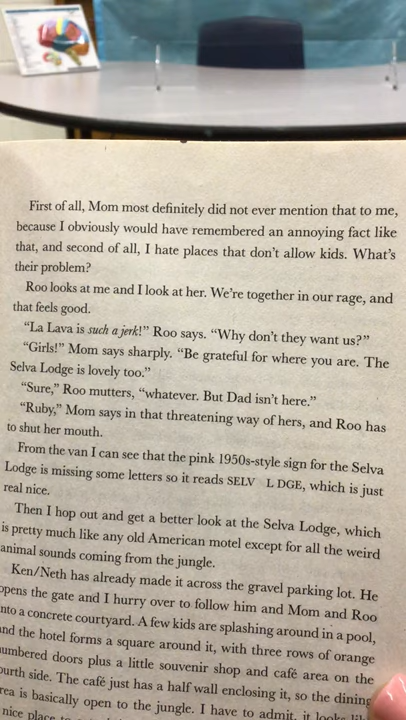 First of all, Mom most definitely did not ever mention that to me,
because I obviously would have remembered an annoying fact like
that, and second of all, I hate places that don't allow kids. What's
their problem?
Roo looks at me and I look at her. We're together in our rage, and
that feels good.
"La Lava is such a jerk!" Roo says. "Why don't they want us?"
"Girls!" Mom says sharply. "Be grateful for where you are. The
Selva Lodge is lovely too."
"Sure," Roo mutters, "whatever. But Dad isn't here."
"Ruby," Mom says in that threatening way of hers, and Roo has
to shut her mouth.
From the van I can see that the pink 1950s-style sign for the Selva
Lodge is missing some letters so it reads SELV L DGE, which is just
real nice.
Then I hop out and get a better look at the Selva Lodge, which
is pretty much like any old American motel except for all the weird
animal sounds coming from the jungle.
Ken/Neth has already made it across the gravel parking lot. He
opens the gate and I hurry over to follow him and Mom and Roo
nto a concrete courtyard. A few kids are splashing around in a pool,
and the hotel forms a square around it, with three rows of orange
umbered doors plus a little souvenir shop and café area on the
ourth side. The café just has a half wall enclosing it, so the dining
rea is basically open to the jungle. I have to admit, it looks like
nice place to